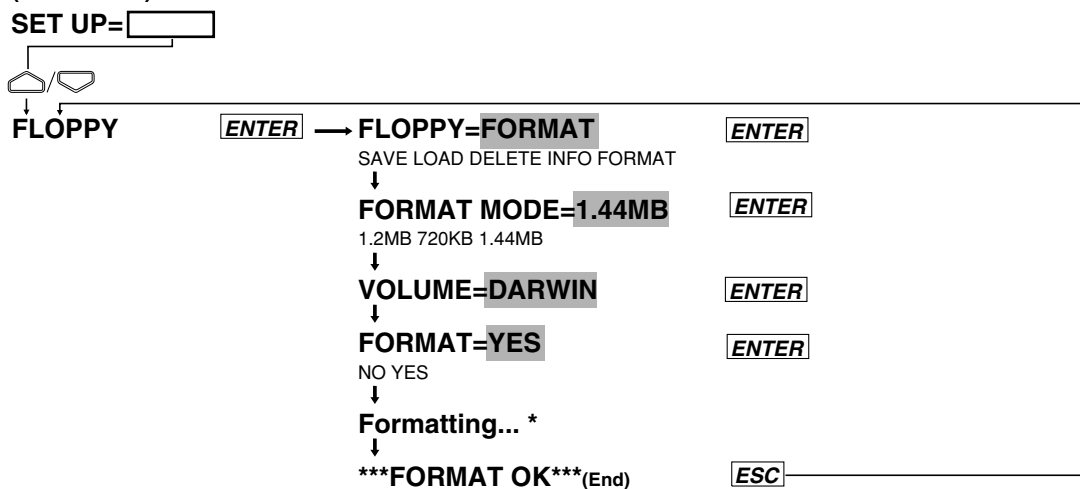 SET UP=
/
FLOPPY ENTER FLOPPY=FORMAT ENTER
SAVE LOAD DELETE INFO FORMAT
FORMAT MODE=1.44MB ENTER
1.2MB 720KB 1.44MB
VOLUME=DARWIN ENTER
FORMAT=YES ENTER
NO YES
Formatting... *
***FORMAT OK***(End) ESC